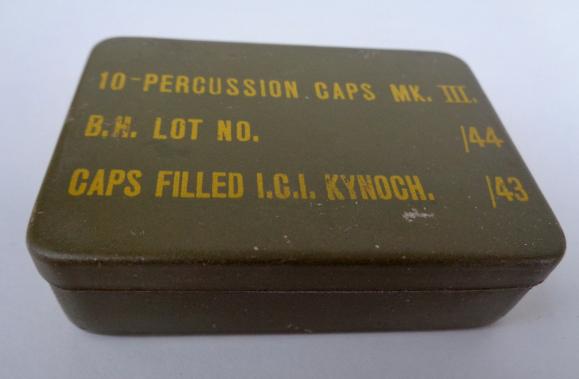 10-PERCUSSION CAPS MK. III.
B.H. LOT NO. /44
CAPS FILLED I.C.I. KYNOCH. /43